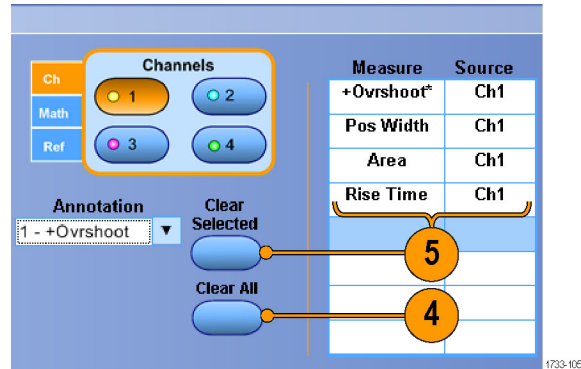 Ch
Math
Ref
Channels
1
2
3
4
Annotation
1 - +Ovrshoot
Clear
Selected
Clear All
Measure Source
+Ovrshoot* Ch1
Pos Width Ch1
Area Ch1
Rise Time Ch1
5
4
1733-105